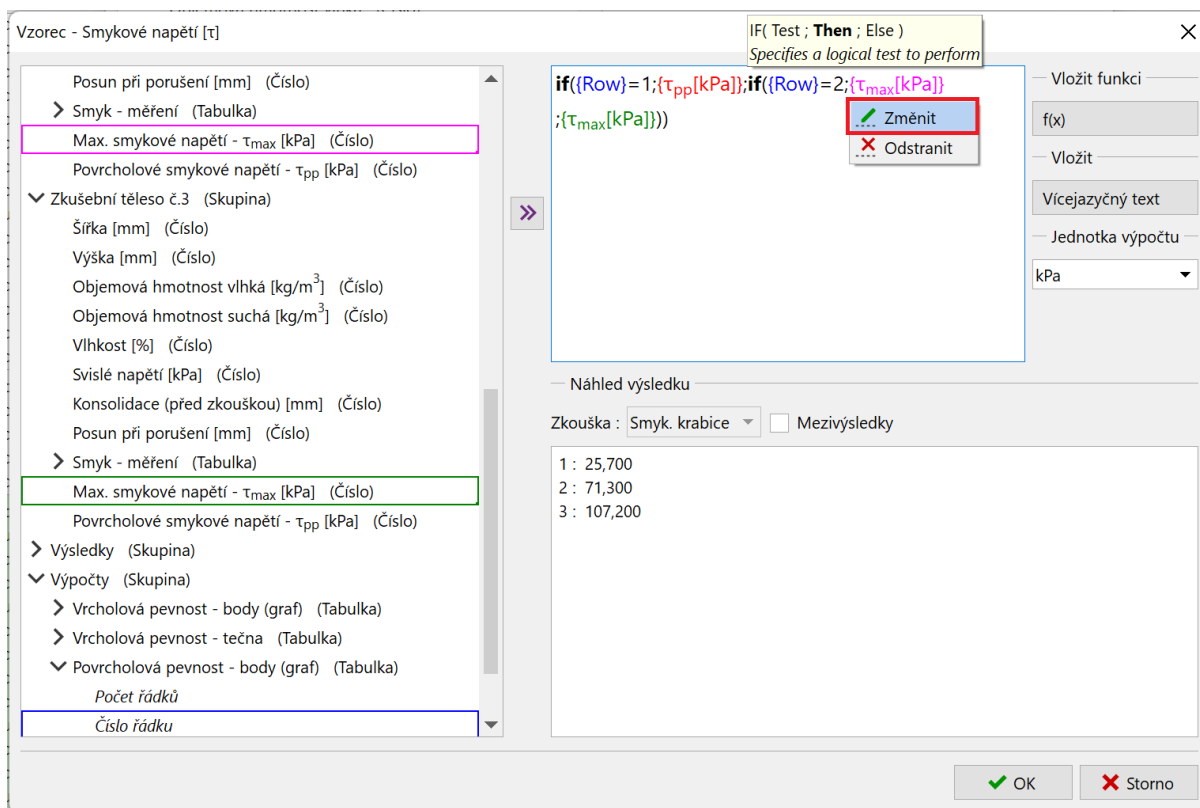 Vzorec - Smykové napětí [τ]
IF( Test ; Then ; Else )
Specifies a logical test to perform
Posun při porušení [mm] (Číslo)
Smyk - měření (Tabulka)
Max. smykové napětí - τmax [kPa] (Číslo)
Povrcholové smykové napětí - τpp [kPa] (Číslo)
Zkušební těleso č.3 (Skupina)
Šířka [mm] (Číslo)
Výška [mm] (Číslo)
Objemová hmotnost vlhká [kg/m³] (Číslo)
Objemová hmotnost suchá [kg/m³] (Číslo)
Vlhkost [%] (Číslo)
Svislé napětí [kPa] (Číslo)
Konsolidace (před zkouškou) [mm] (Číslo)
Posun při porušení [mm] (Číslo)
Smyk - měření (Tabulka)
Max. smykové napětí - τmax [kPa] (Číslo)
Povrcholové smykové napětí - τpp [kPa] (Číslo)
Výsledky (Skupina)
Výpočty (Skupina)
Vrcholová pevnost - body (graf) (Tabulka)
Vrcholová pevnost - tečna (Tabulka)
Povrcholová pevnost - body (graf) (Tabulka)
Počet řádků
Číslo řádku
if({Row}=1;{τpp[kPa]};if({Row}=2;{τmax[kPa]}
;{τmax[kPa]}))
Změnit
Odstranit
Vložit funkci
f(x)
Vložit
Vícejazyčný text
Jednotka výpočtu
kPa
Náhled výsledku
Zkouška : Smyk. krabice Mezivýsledky
1 : 25,700
2 : 71,300
3 : 107,200
OK Storno